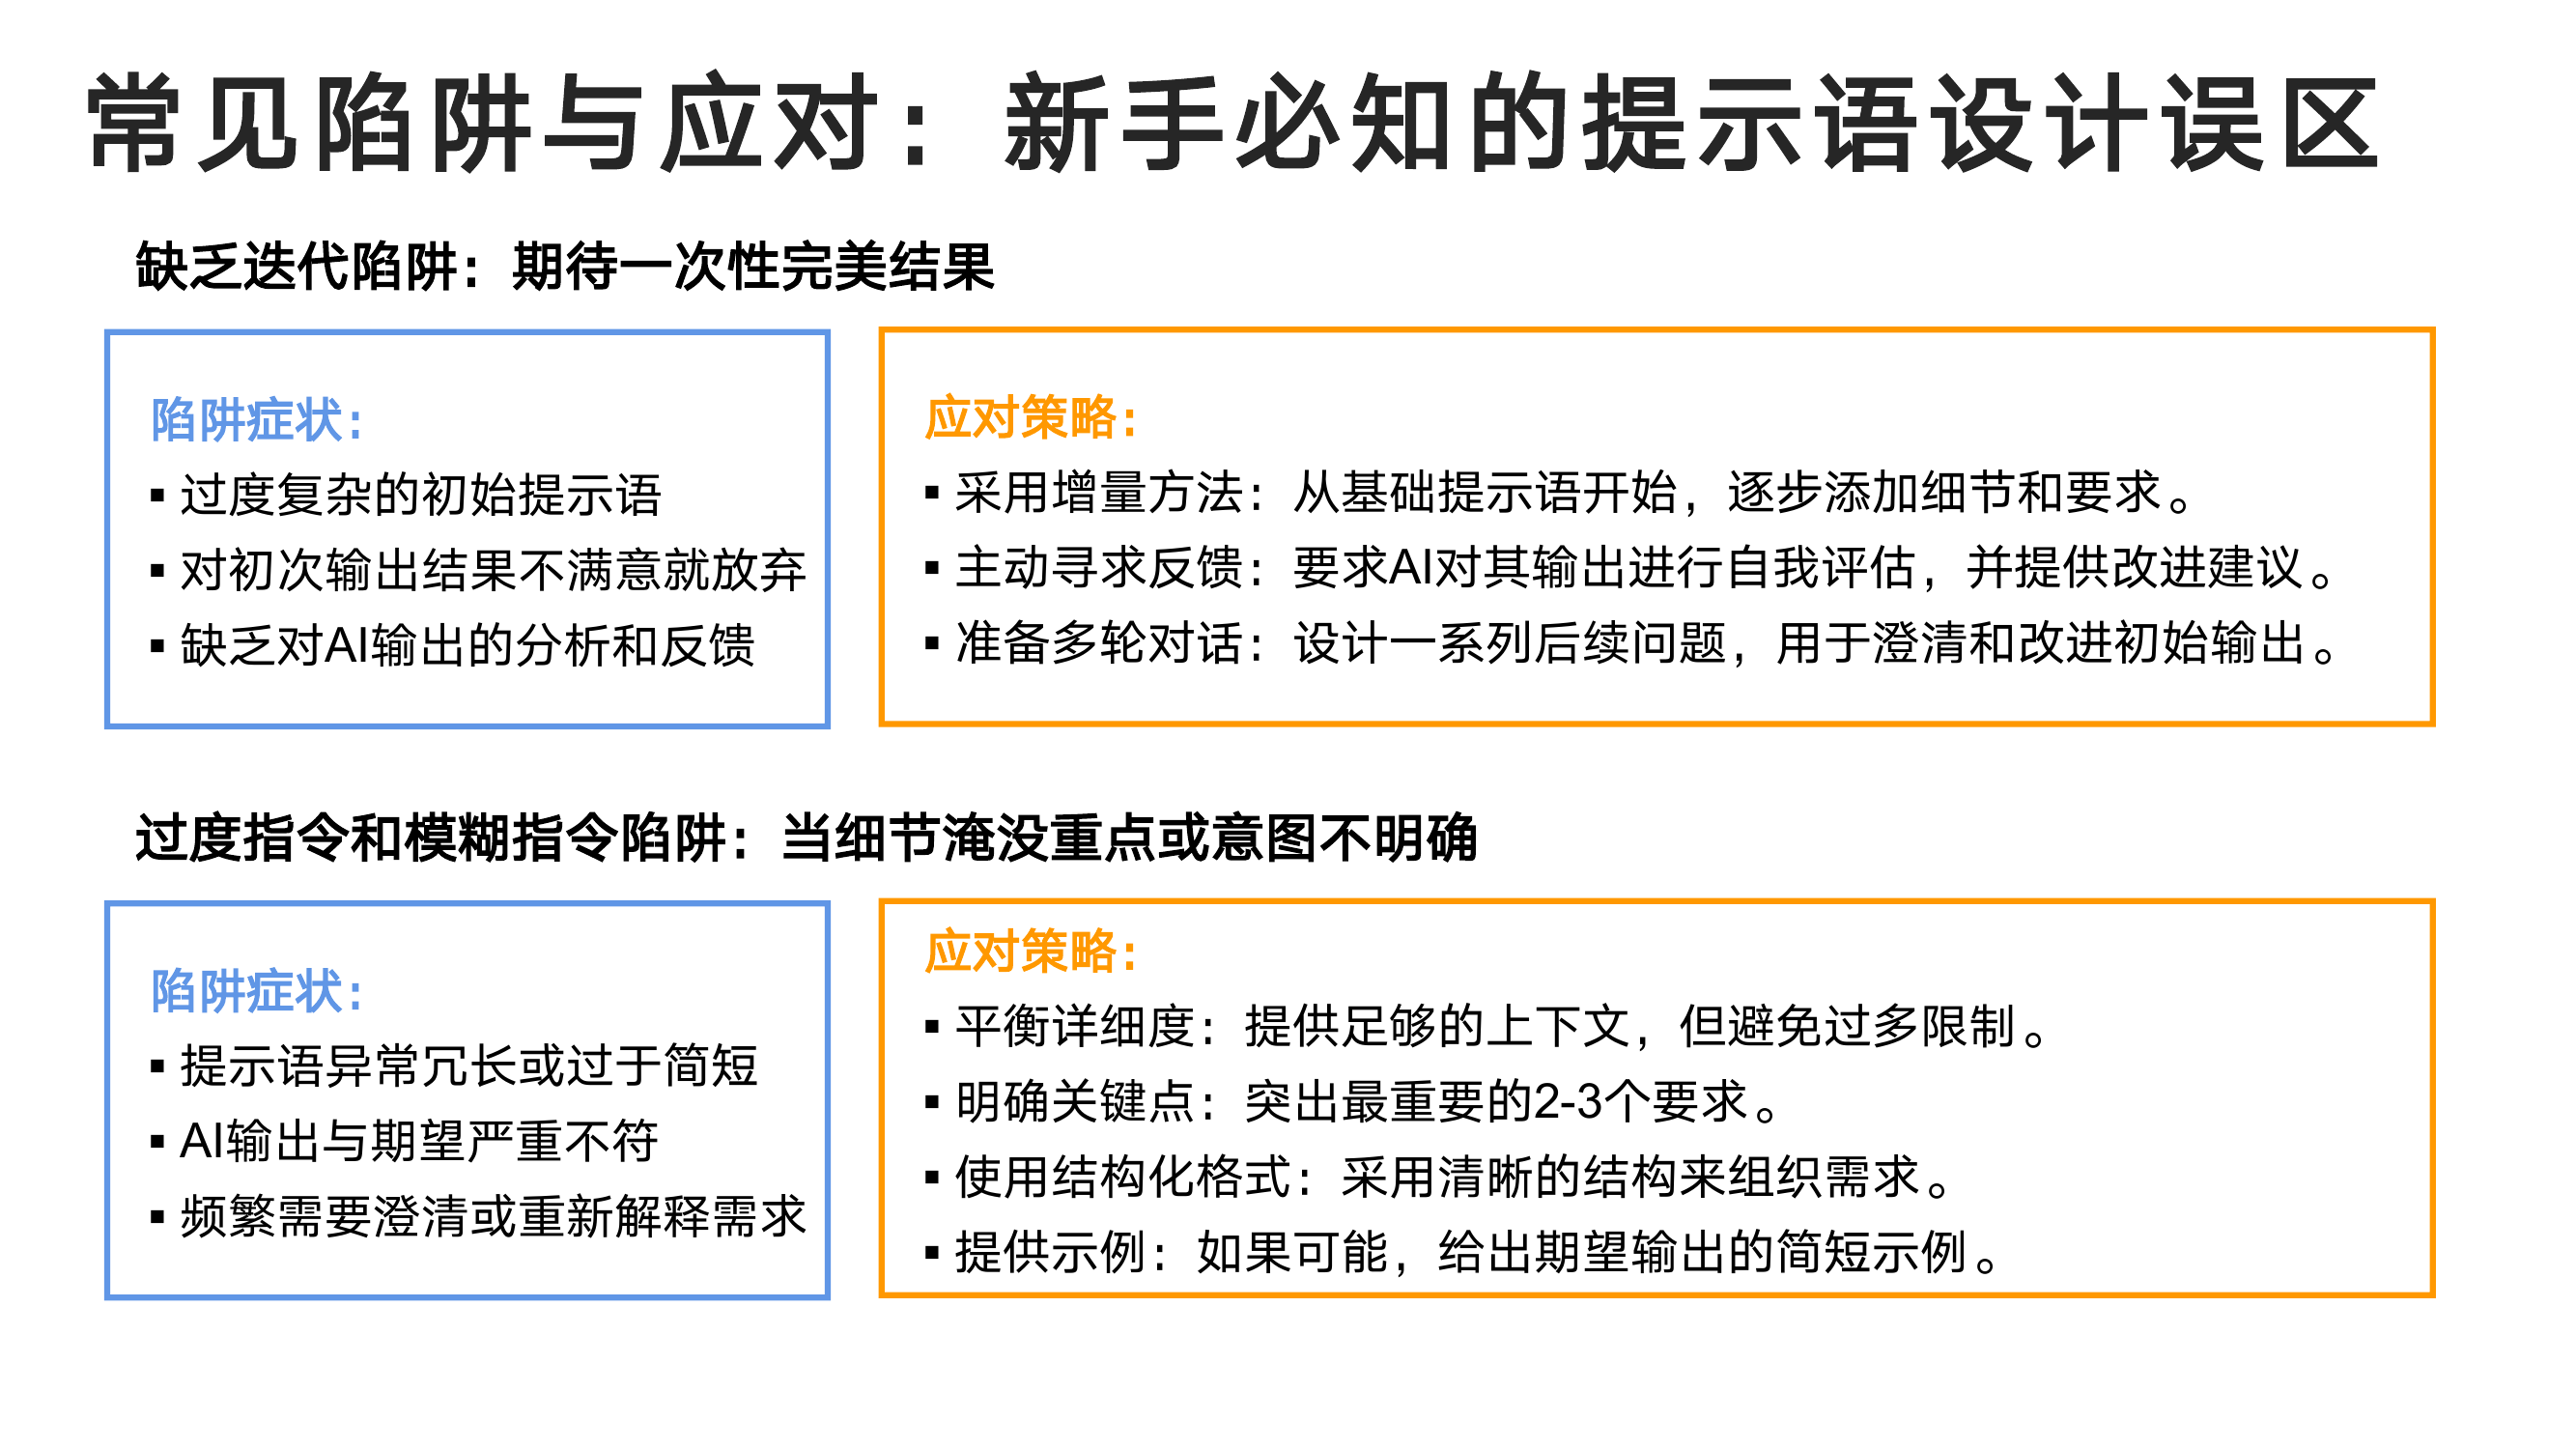 常见陷阱与应对：新手必知的提示语设计误区
缺乏迭代陷阱：期待一次性完美结果
陷阱症状：
▪ 过度复杂的初始提示语
▪ 对初次输出结果不满意就放弃
▪ 缺乏对AI输出的分析和反馈
应对策略：
▪ 采用增量方法：从基础提示语开始，逐步添加细节和要求。
▪ 主动寻求反馈：要求AI对其输出进行自我评估，并提供改进建议。
▪ 准备多轮对话：设计一系列后续问题，用于澄清和改进初始输出。
过度指令和模糊指令陷阱：当细节淹没重点或意图不明确
陷阱症状：
▪ 提示语异常冗长或过于简短
▪ AI输出与期望严重不符
▪ 频繁需要澄清或重新解释需求
应对策略：
▪ 平衡详细度：提供足够的上下文，但避免过多限制。
▪ 明确关键点：突出最重要的2-3个要求。
▪ 使用结构化格式：采用清晰的结构来组织需求。
▪ 提供示例：如果可能，给出期望输出的简短示例。